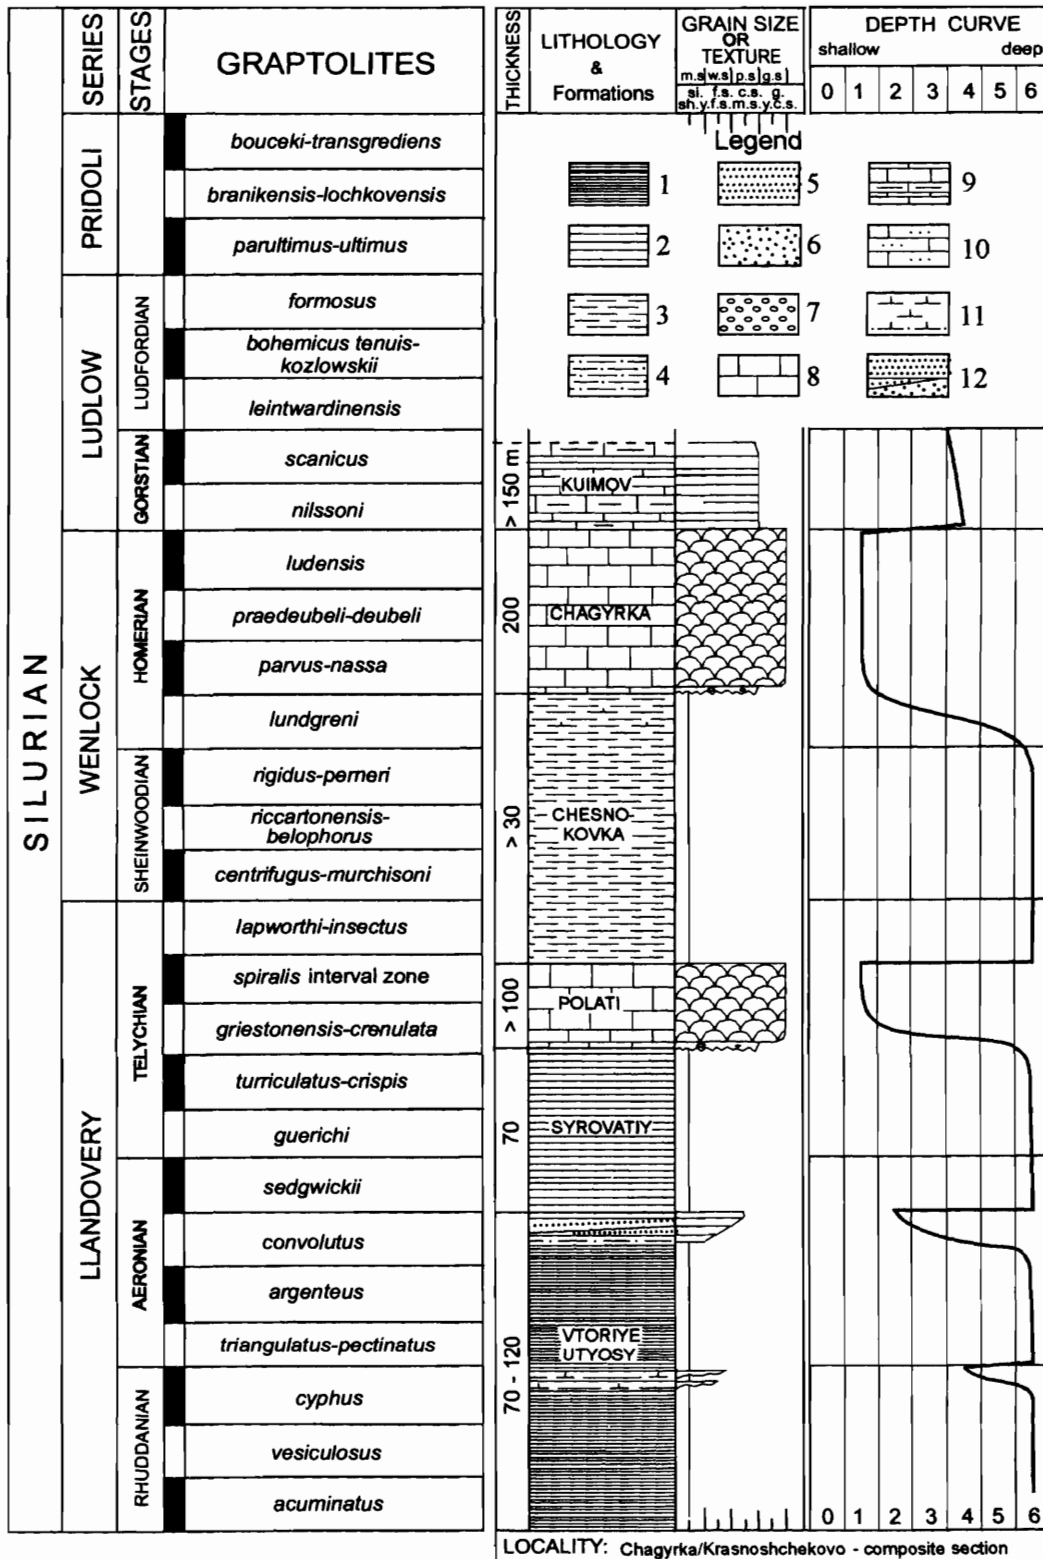 SERIES
STAGES
GRAPTOLITES
THICKNESS
LITHOLOGY
&
Formations
GRAIN SIZE
OR
TEXTURE
m.s w.s p.s g.s
si. f.s. c.s. g.
sh.y.f.s.m.s.y.c.s.
DEPTH CURVE
shallow deep
0 1 2 3 4 5 6
SILURIAN
PRIDOLI
LUDLOW
WENLOCK
LLANDOVERY
LUDFORDIAN
GORSTIAN
HOMERIAN
SHEINWOODIAN
TELYCHIAN
AERONIAN
RHUDDANIAN
bouceki-transgrediens
branikensis-lochkovensis
parultimus-ultimus
formosus
bohemicus tenuis-
kozlowskii
leintwardinensis
scanicus
nilssoni
ludensis
praedeubeli-deubeli
parvus-nassa
lundgreni
rigidus-perneri
riccartonensis-
belophorus
centrifugus-murchisoni
lapworthi-insectus
spiralis interval zone
griestonensis-crenulata
turriculatus-crispis
guerichi
sedgwickii
convolutus
argenteus
triangulatus-pectinatus
cyphus
vesiculosus
acuminatus
Legend
1 5 9
2 6 10
3 7 11
4 8 12
> 150 m
200
> 30
> 100
70
70 - 120
KUIMOV
CHAGYRKA
CHESNO-
KOVKA
POLATI
SYROVATIY
VTORIYE
UTYOSY
0 1 2 3 4 5 6
LOCALITY: Chagyrka/Krasnoshchekovo - composite section